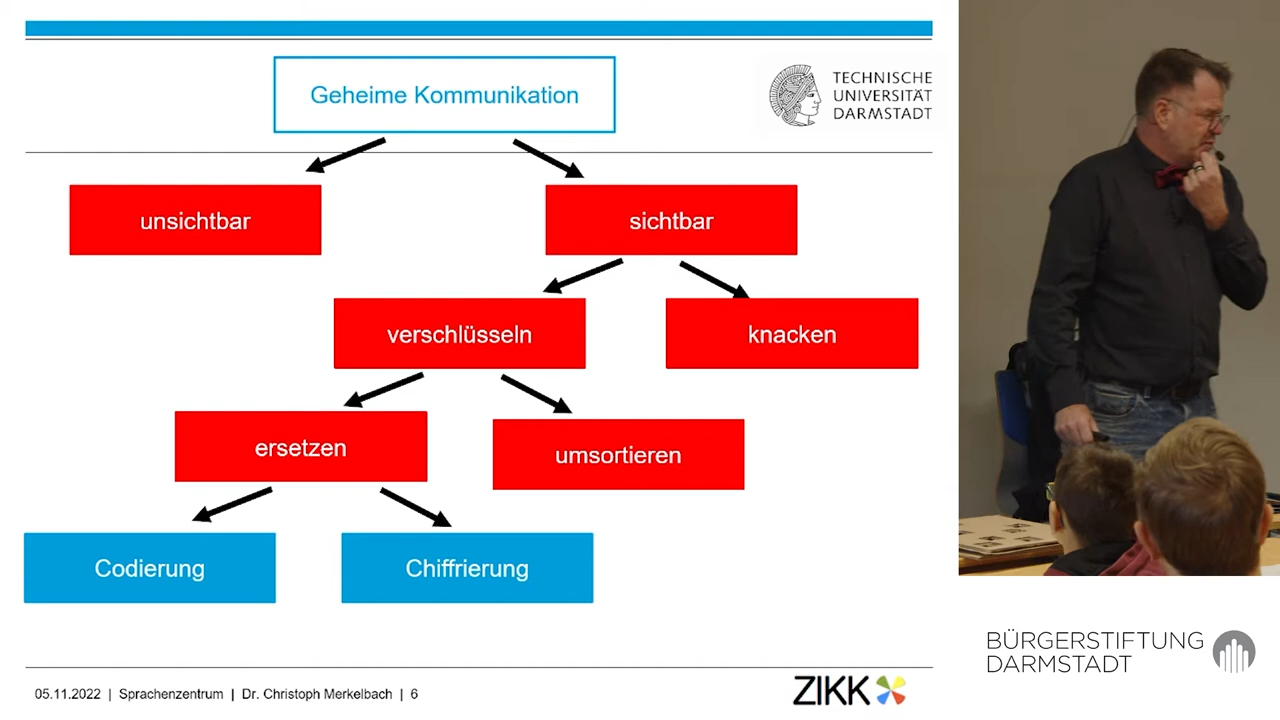 Geheime Kommunikation
TECHNISCHE
UNIVERSITÄT
DARMSTADT
unsichtbar
sichtbar
verschlüsseln
knacken
ersetzen
umsortieren
Codierung
Chiffrierung
05.11.2022 | Sprachenzentrum | Dr. Christoph Merkelbach | 6
ZIKK
BÜRGERSTIFTUNG
DARMSTADT